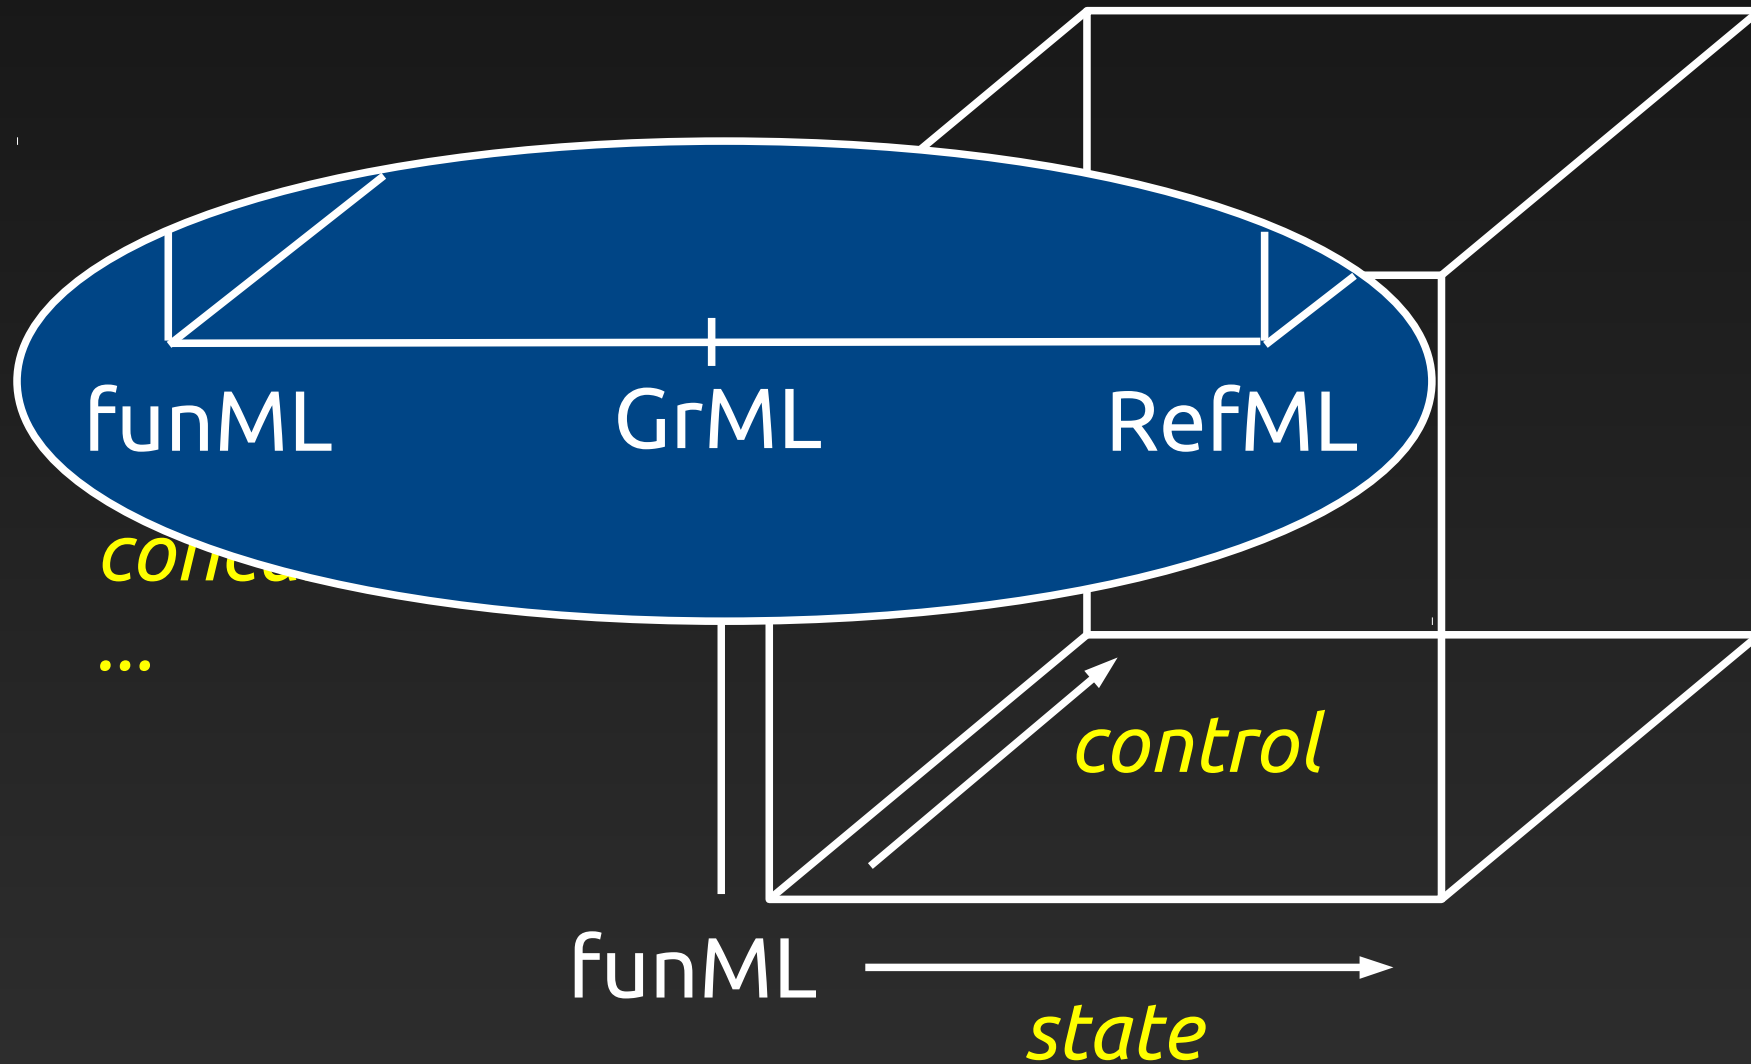 funML GrML RefML
...
control
funML
state